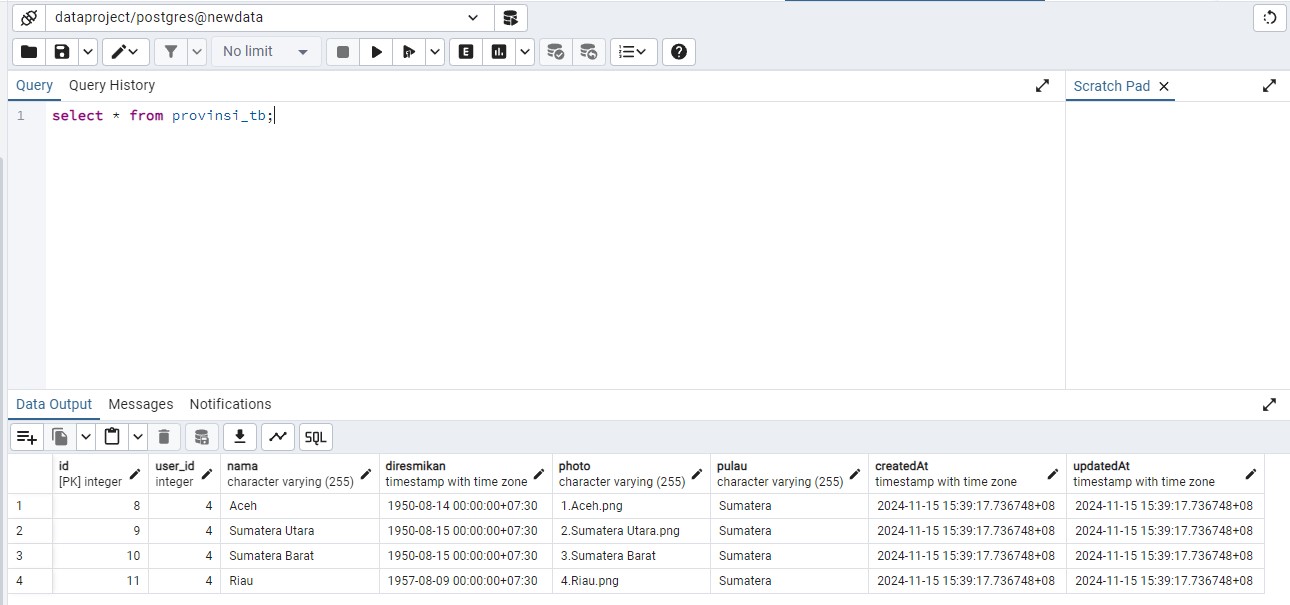 dataproject/postgres@newdata
No limit
E
Query Query History Scratch Pad
1 select * from provinsi_tb;
Data Output Messages Notifications
SQL
id user_id nama diresmikan photo pulau createdAt updatedAt
[PK] integer integer character varying (255) timestamp with time zone character varying (255) character varying (255) timestamp with time zone timestamp with time zone
1 8 4 Aceh 1950-08-14 00:00:00+07:30 1.Aceh.png Sumatera 2024-11-15 15:39:17.736748+08 2024-11-15 15:39:17.736748+08
2 9 4 Sumatera Utara 1950-08-15 00:00:00+07:30 2.Sumatera Utara.png Sumatera 2024-11-15 15:39:17.736748+08 2024-11-15 15:39:17.736748+08
3 10 4 Sumatera Barat 1950-08-15 00:00:00+07:30 3.Sumatera Barat Sumatera 2024-11-15 15:39:17.736748+08 2024-11-15 15:39:17.736748+08
4 11 4 Riau 1957-08-09 00:00:00+07:30 4.Riau.png Sumatera 2024-11-15 15:39:17.736748+08 2024-11-15 15:39:17.736748+08